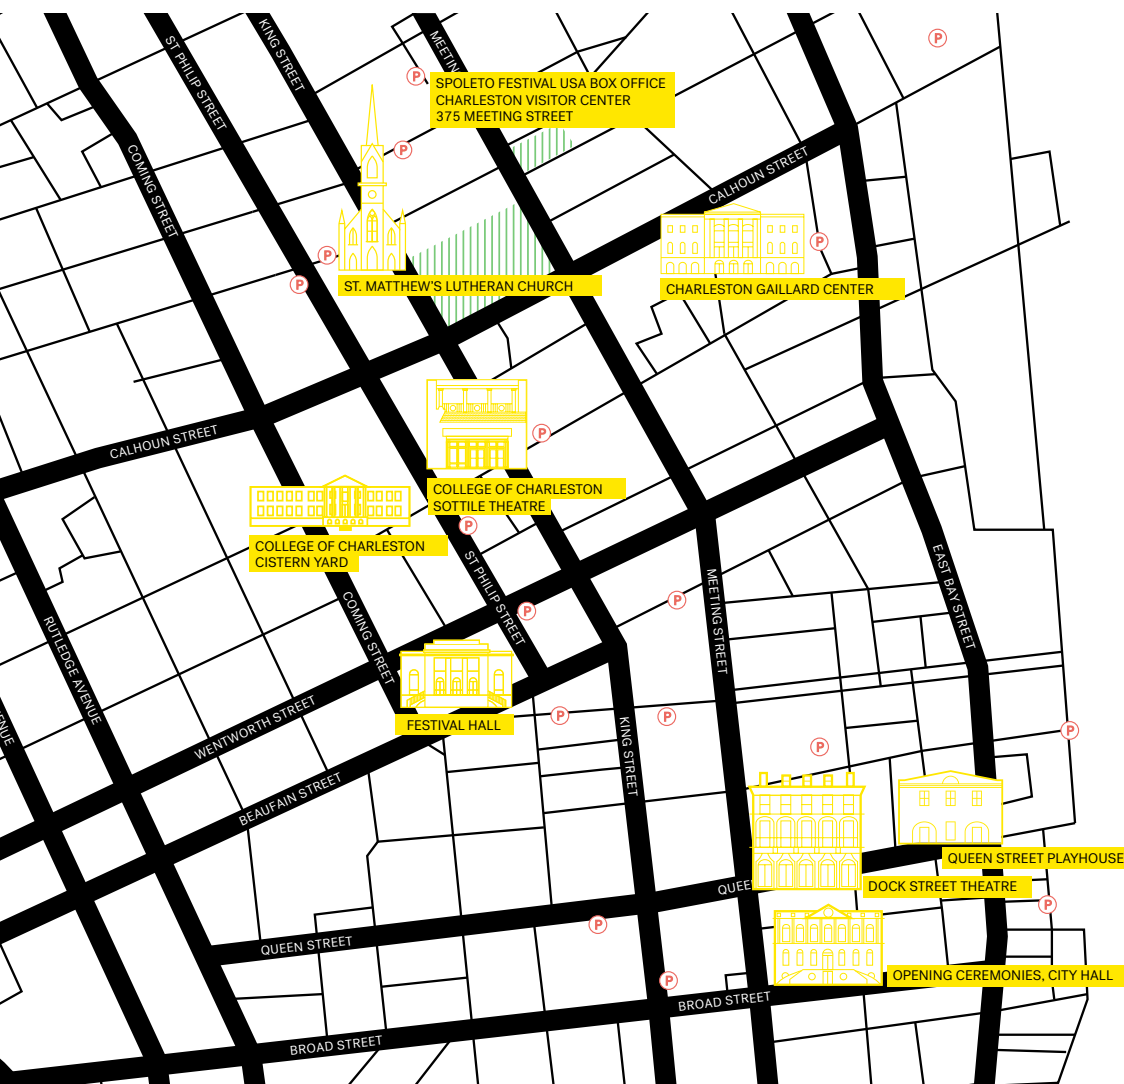 P
ST PHILIP STREET
KING STREET
MEETIN
P
SPOLETO FESTIVAL USA BOX OFFICE
CHARLESTON VISITOR CENTER
375 MEETING STREET
P
COMING STREET
CALHOUN STREET
P
P
P
ST. MATTHEW'S LUTHERAN CHURCH
CHARLESTON GAILLARD CENTER
CALHOUN STREET
P
COLLEGE OF CHARLESTON
SOTTILE THEATRE
P
COLLEGE OF CHARLESTON
CISTERN YARD
ST PHILIP STREET
EAST BAY STREET
MEETING STREET
COMING STREET
P
P
RUTLEDGE AVENUE
ENUE
WENTWORTH STREET
FESTIVAL HALL
P
P
P
P
KING STREET
BEAUFAIN STREET
QUEEN STREET PLAYHOUSE
QUEE
DOCK STREET THEATRE
P
P
QUEEN STREET
OPENING CEREMONIES, CITY HALL
P
BROAD STREET
BROAD STREET